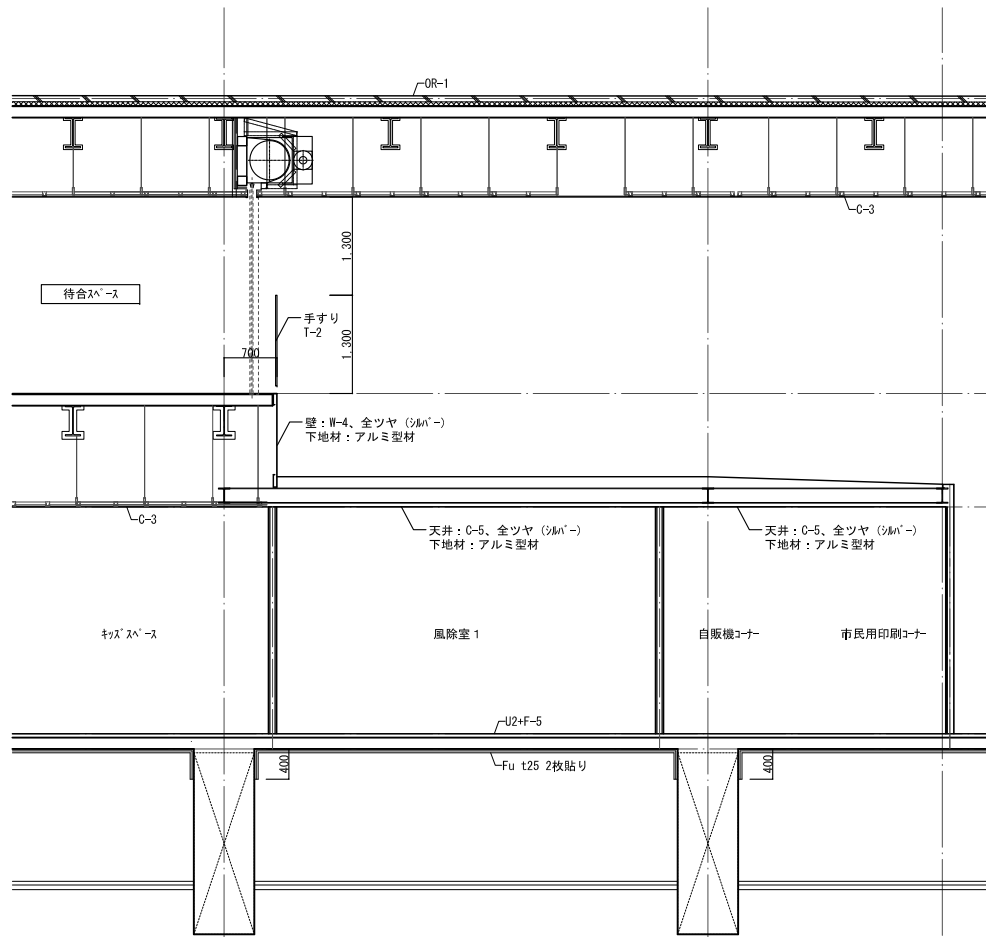 OR-1
C-3
1,300
待合ｽﾍﾟｰｽ
手すり
T-2
1,300
700
壁：W-4、全ツヤ（ｼﾙﾊﾞｰ）
下地材：アルミ型材
C-3
天井：C-5、全ツヤ（ｼﾙﾊﾞｰ）
下地材：アルミ型材
天井：C-5、全ツヤ（ｼﾙﾊﾞｰ）
下地材：アルミ型材
ｷｯｽﾞｽﾍﾟｰｽ
風除室１
自販機ｺｰﾅｰ
市民用印刷ｺｰﾅｰ
U2+F-5
400
Fu t25 2枚貼り
400